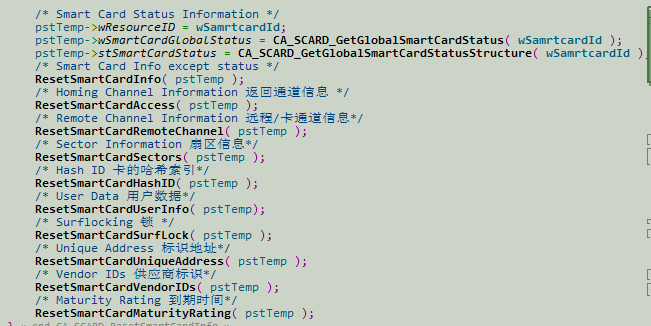 /* Smart Card Status Information */
pstTemp->wResourceID = wSamrtcardId;
pstTemp->wSmartCardGlobalStatus = CA_SCARD_GetGlobalSmartCardStatus( wSamrtcardId );
pstTemp->stSmartCardStatus = CA_SCARD_GetGlobalSmartCardStatusStructure( wSamrtcardId )
/* Smart Card Info except status */
ResetSmartCardInfo( pstTemp );
/* Homing Channel Information 返回通道信息 */
ResetSmartCardAccess( pstTemp );
/* Remote Channel Information 远程/卡通道信息*/
ResetSmartCardRemoteChannel( pstTemp );
/* Sector Information 扇区信息*/
ResetSmartCardSectors( pstTemp );
/* Hash ID 卡的哈希索引*/
ResetSmartCardHashID( pstTemp );
/* User Data 用户数据*/
ResetSmartCardUserInfo( pstTemp);
/* Surflocking 锁 */
ResetSmartCardSurfLock( pstTemp );
/* Unique Address 标识地址*/
ResetSmartCardUniqueAddress( pstTemp );
/* Vendor IDs 供应商标识*/
ResetSmartCardVendorIDs( pstTemp );
/* Maturity Rating 到期时间*/
ResetSmartCardMaturityRating( pstTemp );